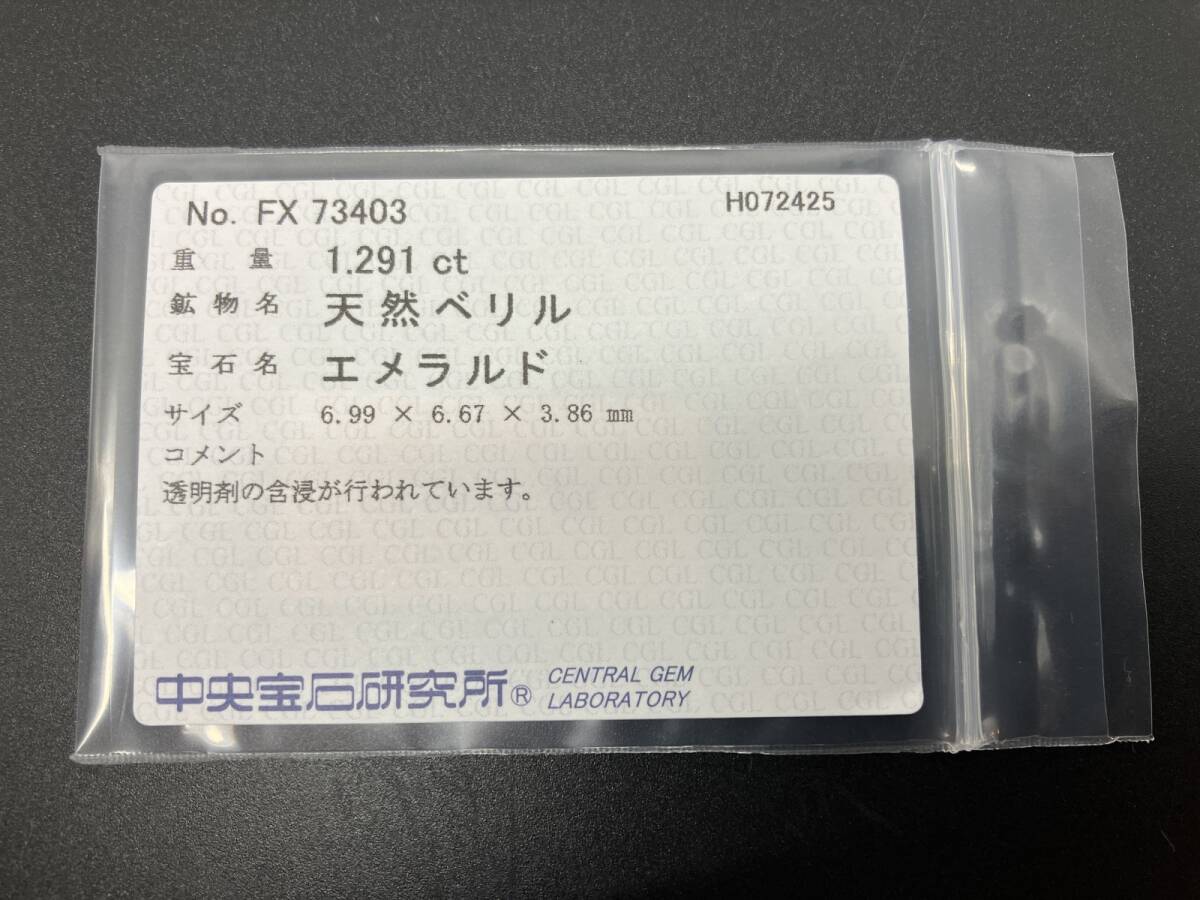 No. FX 73403 H072425
重量 1.291 ct
鉱物名 天然ベリル
宝石名 エメラルド
サイズ 6.99 × 6.67 × 3.86 mm
コメント
透明剤の含浸が行われています。
中央宝石研究所® CENTRAL GEM
LABORATORY